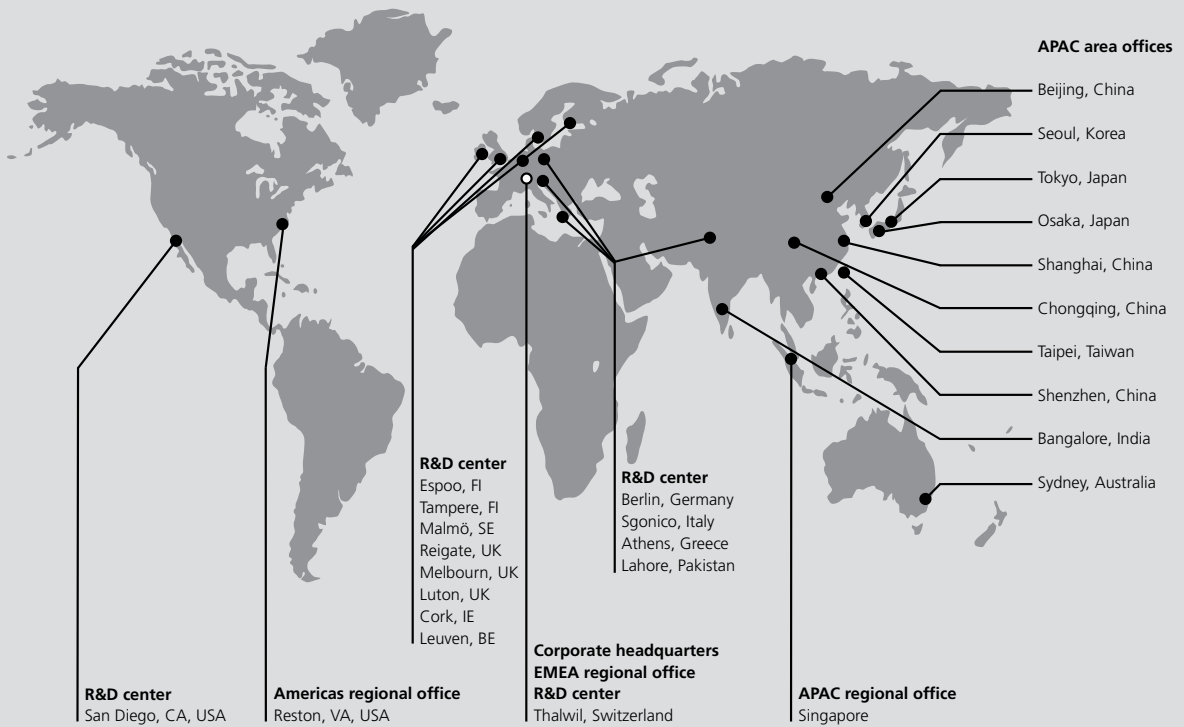 APAC area offices
Beijing, China
Seoul, Korea
Tokyo, Japan
Osaka, Japan
Shanghai, China
Chongqing, China
Taipei, Taiwan
Shenzhen, China
Bangalore, India
Sydney, Australia
R&D center
Espoo, FI
Tampere, FI
Malmö, SE
Reigate, UK
Melbourn, UK
Luton, UK
Cork, IE
Leuven, BE
R&D center
Berlin, Germany
Sgonico, Italy
Athens, Greece
Lahore, Pakistan
R&D center
San Diego, CA, USA
Americas regional office
Reston, VA, USA
Corporate headquarters
EMEA regional office
R&D center
Thalwil, Switzerland
APAC regional office
Singapore